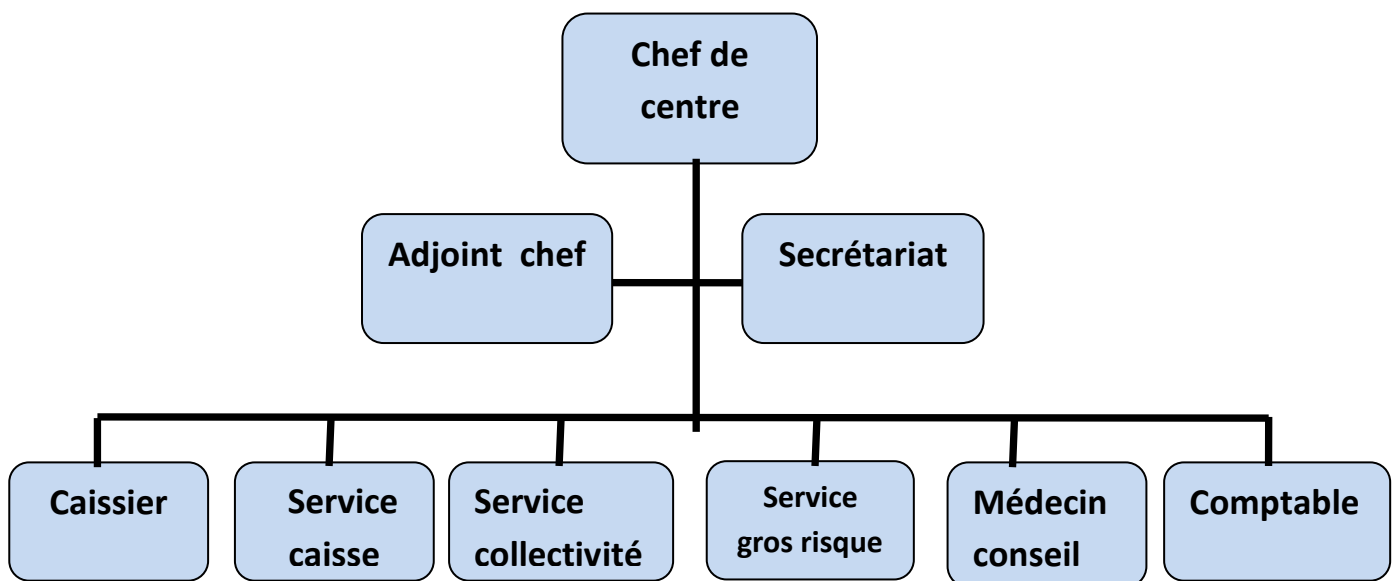 Chef de
centre
Adjoint chef
Secrétariat
Caissier
Service
caisse
Service
collectivité
Service
gros risque
Médecin
conseil
Comptable